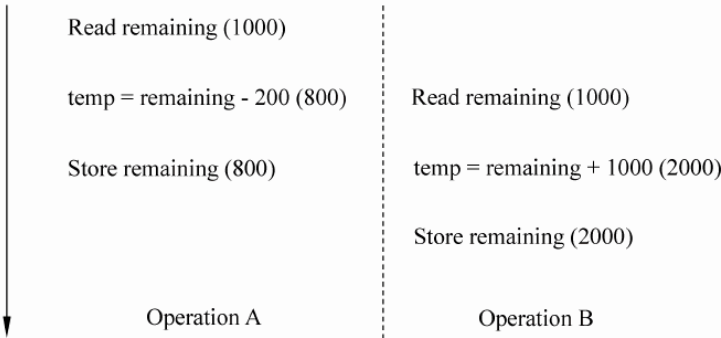 Read remaining (1000)
temp = remaining - 200 (800)
Store remaining (800)
Operation A
Read remaining (1000)
temp = remaining + 1000 (2000)
Store remaining (2000)
Operation B